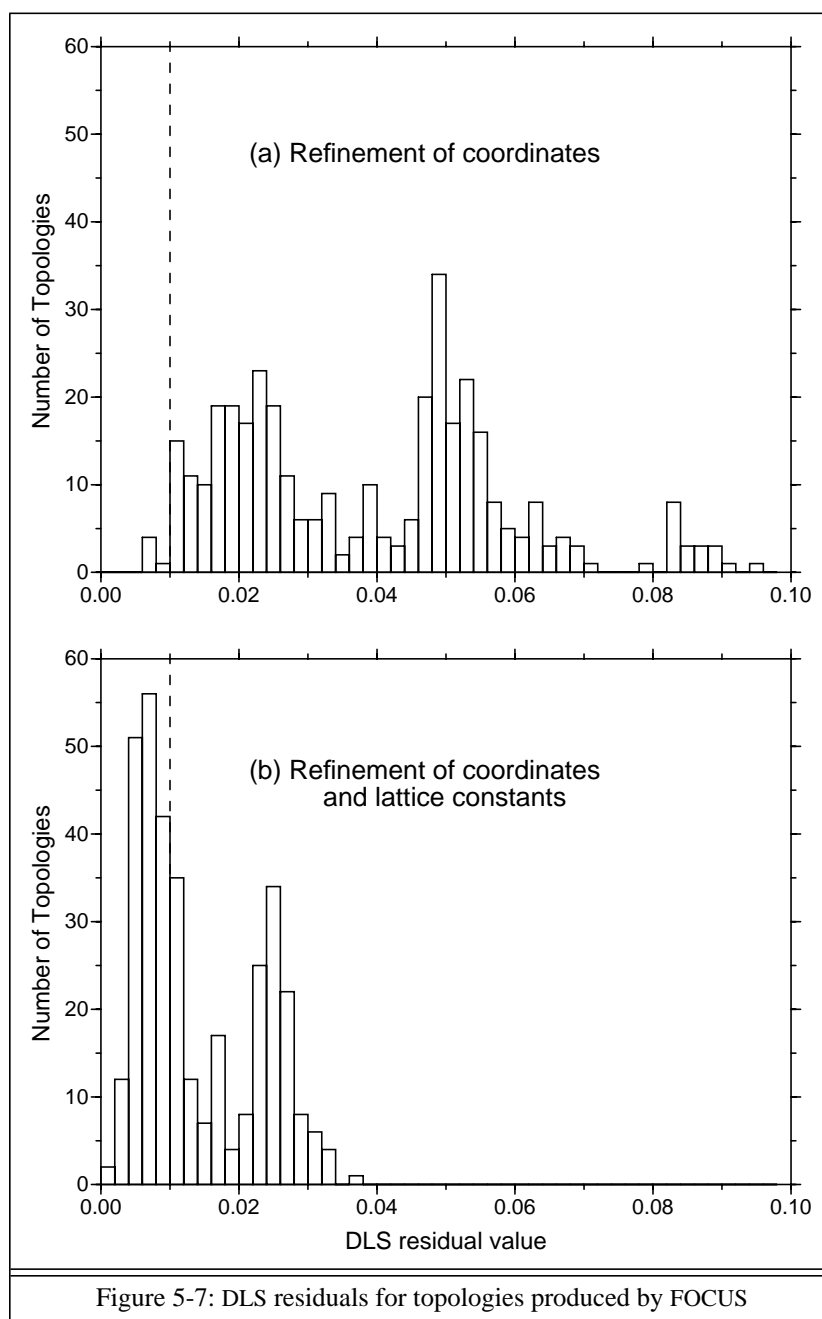 60
50
40
30
20
10
0
Number of Topologies
(a) Refinement of coordinates
0.00 0.02 0.04 0.06 0.08 0.10
60
50
40
30
20
10
0
Number of Topologies
(b) Refinement of coordinates
and lattice constants
0.00 0.02 0.04 0.06 0.08 0.10
DLS residual value
Figure 5-7: DLS residuals for topologies produced by FOCUS